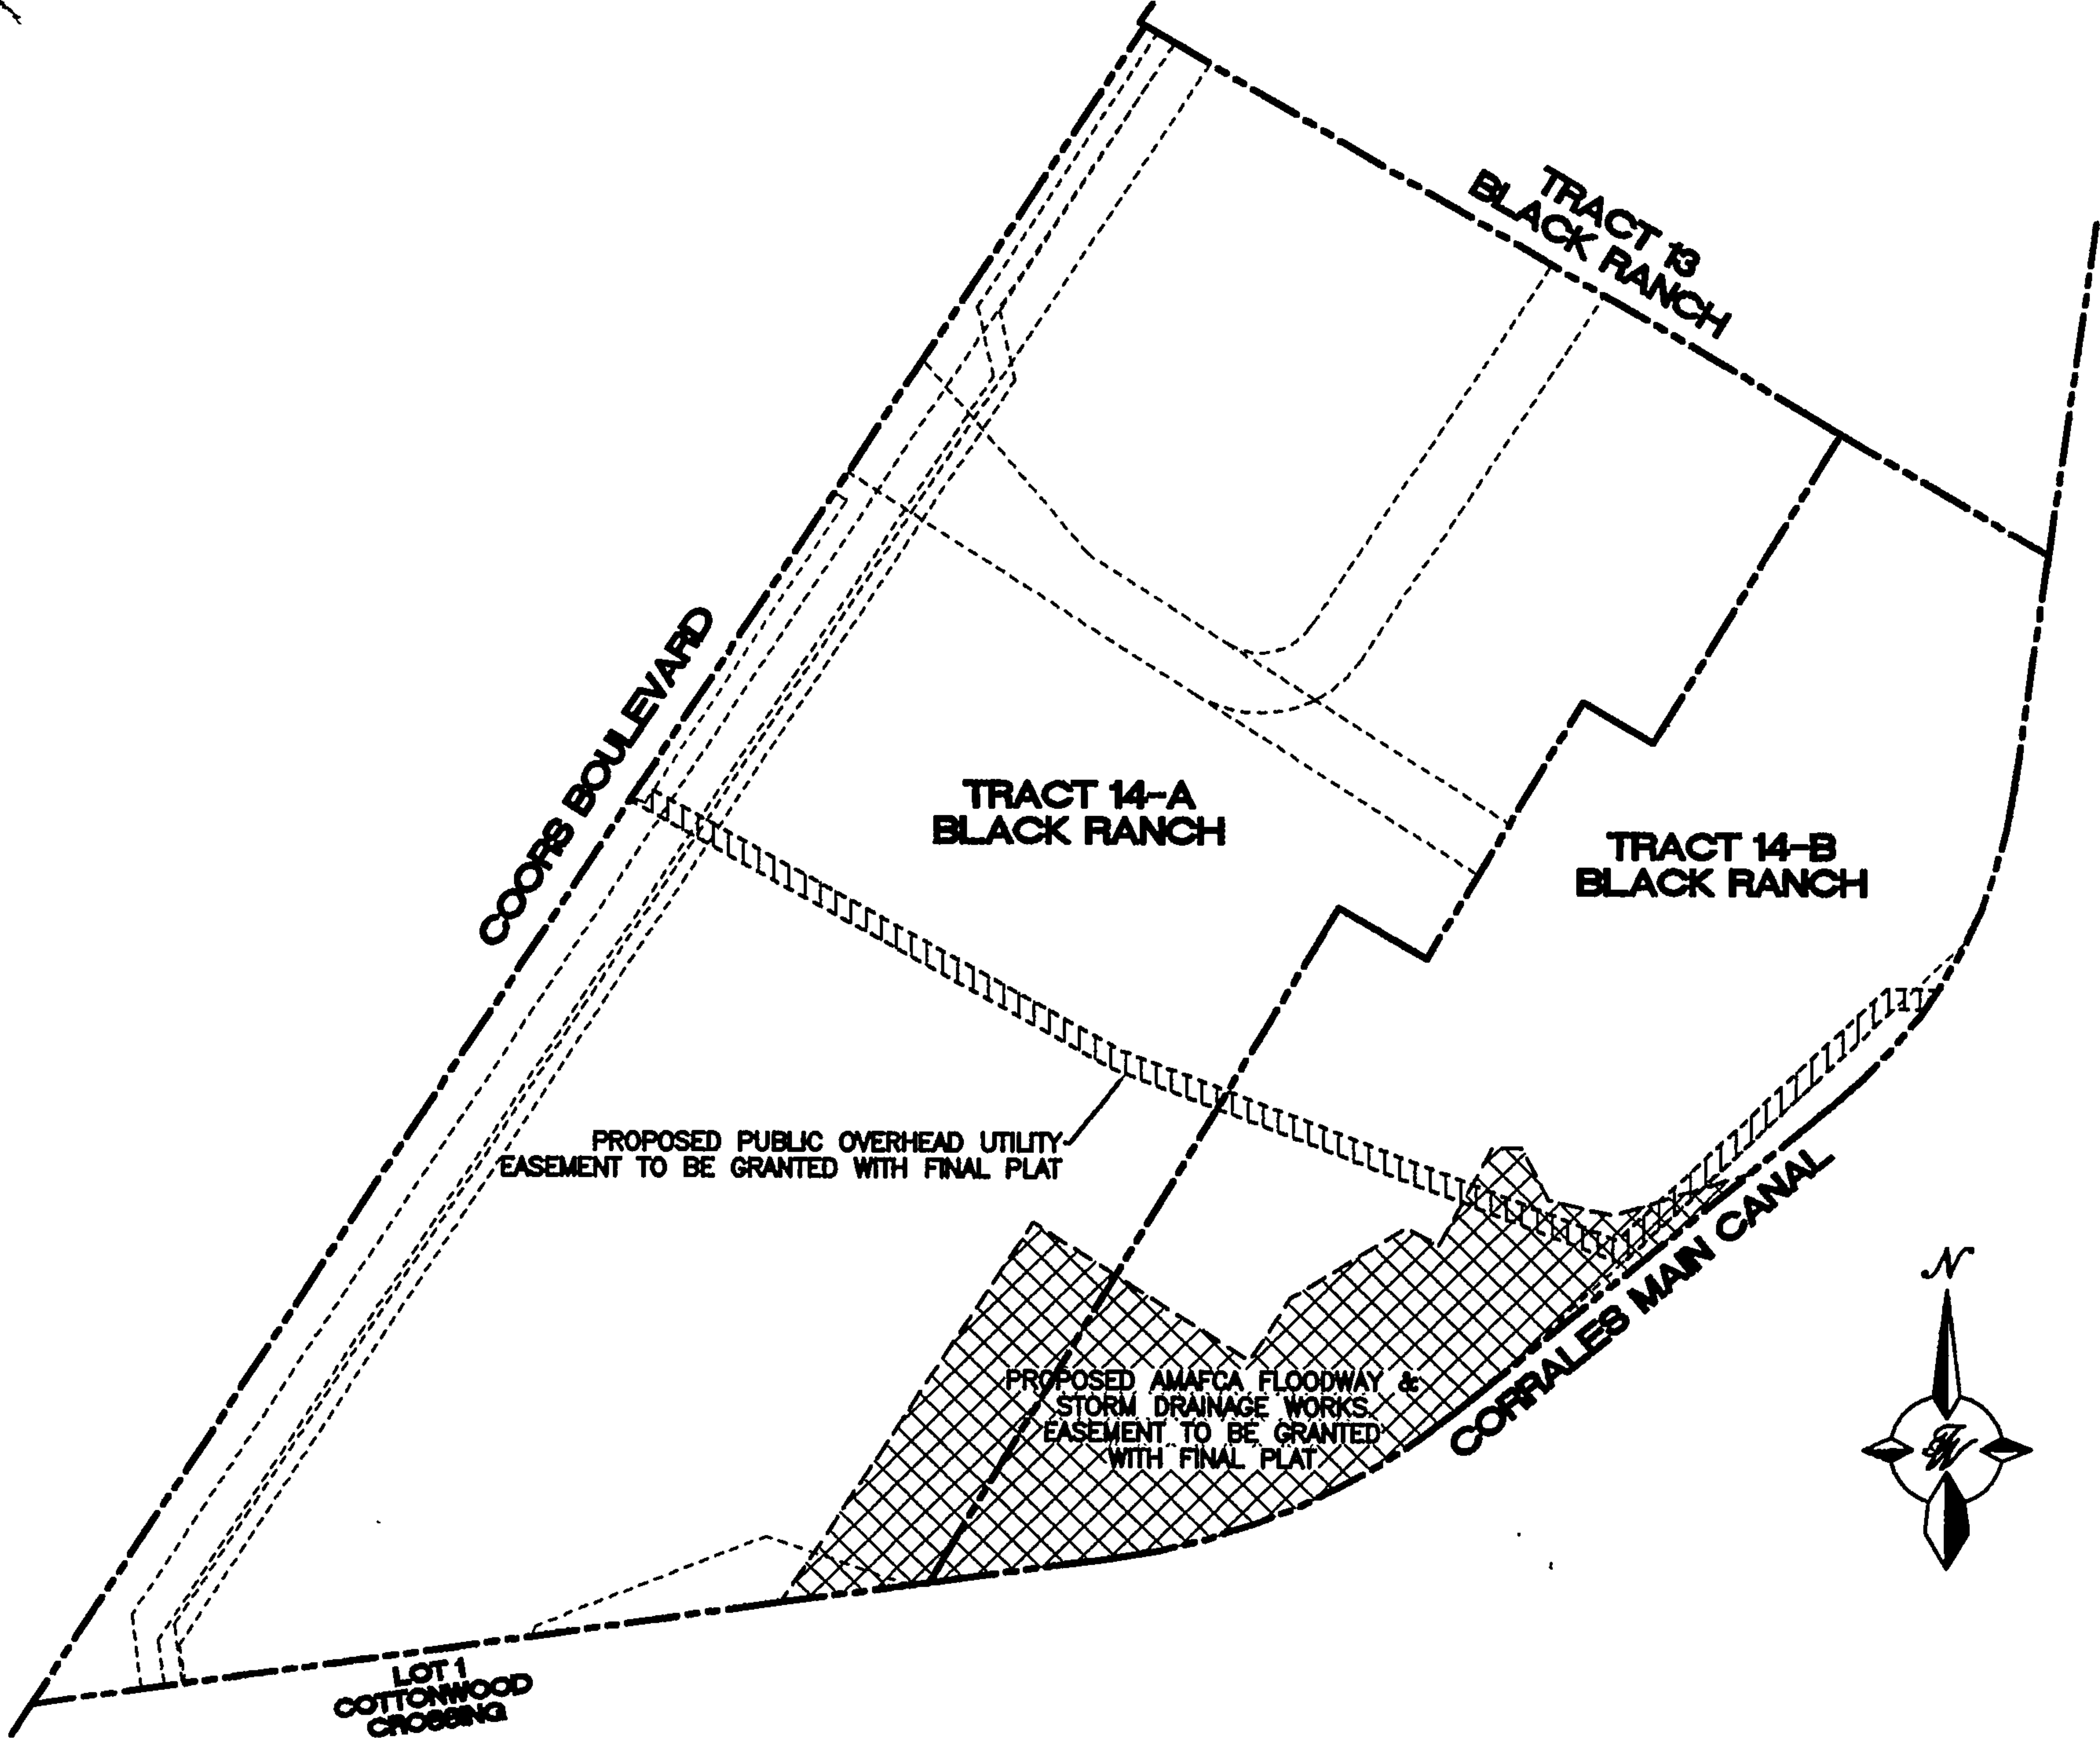 TRACT 13
BLACK RANCH
COORS BOULEVARD
TRACT 14-A
BLACK RANCH
TRACT 14-B
BLACK RANCH
PROPOSED PUBLIC OVERHEAD UTILITY
EASEMENT TO BE GRANTED WITH FINAL PLAT
PROPOSED AMAFCA FLOODWAY &
STORM DRAINAGE WORKS
EASEMENT TO BE GRANTED
WITH FINAL PLAT
CORRALES MAIN CANAL
N
LOT 1
COTTONWOOD
CROSSING